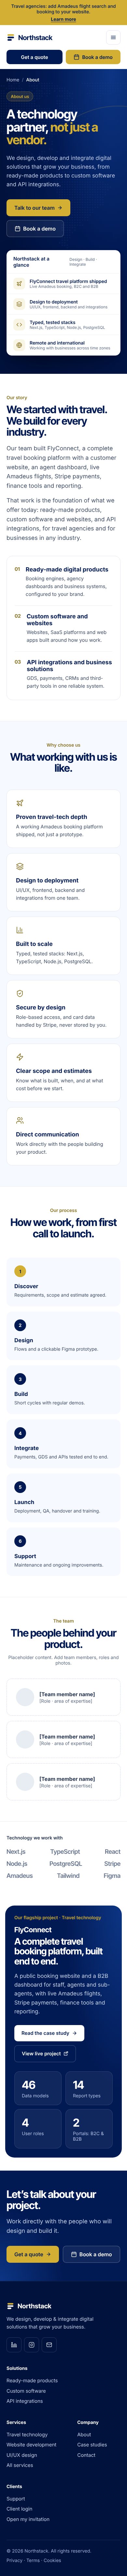 Travel agencies: add Amadeus flight search and
booking to your website.
Learn more
Northstack
Get a quote
Book a demo
Home / About
About us
A technology
partner, not just a
vendor.
We design, develop and integrate digital
solutions that help businesses grow, from
ready-made products to custom software
and API integrations.
Talk to our team →
Book a demo
Northstack at a
glance
Design · Build ·
Integrate
FlyConnect travel platform shipped
Live Amadeus booking, B2C and B2B
Design to deployment
UI/UX, frontend, backend and integrations
Typed, tested stacks
Next.js, TypeScript, Node.js, PostgreSQL
Remote and international
Working with businesses across time zones
Our story
We started with travel.
We build for every
industry.
Our team built FlyConnect, a complete
travel booking platform with a customer
website, an agent dashboard, live
Amadeus flights, Stripe payments,
finance tools and reporting.
That work is the foundation of what we
offer today: ready-made products,
custom software and websites, and API
integrations, for travel agencies and for
businesses in any industry.
01
Ready-made digital products
Booking engines, agency
dashboards and business systems,
configured to your brand.
02
Custom software and
websites
Websites, SaaS platforms and web
apps built around how you work.
03
API integrations and business
solutions
GDS, payments, CRMs and third-
party tools in one reliable system.
Why choose us
What working with us is
like.
Proven travel-tech depth
A working Amadeus booking platform
shipped, not just a prototype.
Design to deployment
UI/UX, frontend, backend and
integrations from one team.
Built to scale
Typed, tested stacks: Next.js,
TypeScript, Node.js, PostgreSQL.
Secure by design
Role-based access, and card data
handled by Stripe, never stored by you.
Clear scope and estimates
Know what is built, when, and at what
cost before we start.
Direct communication
Work directly with the people building
your product.
Our process
How we work, from first
call to launch.
1
Discover
Requirements, scope and estimate agreed.
2
Design
Flows and a clickable Figma prototype.
3
Build
Short cycles with regular demos.
4
Integrate
Payments, GDS and APIs tested end to end.
5
Launch
Deployment, QA, handover and training.
6
Support
Maintenance and ongoing improvements.
The team
The people behind your
product.
Placeholder content. Add team members, roles and
photos.
[Team member name]
[Role · area of expertise]
[Team member name]
[Role · area of expertise]
[Team member name]
[Role · area of expertise]
Technology we work with
Next.js TypeScript React
Node.js PostgreSQL Stripe
Amadeus Tailwind Figma
Our flagship project · Travel technology
FlyConnect
A complete travel
booking platform, built
end to end.
A public booking website and a B2B
dashboard for staff, agents and sub-
agents, with live Amadeus flights,
Stripe payments, finance tools and
reporting.
Read the case study →
View live project
46
Data models
14
Report types
4
User roles
2
Portals: B2C &
B2B
Let's talk about your
project.
Work directly with the people who will
design and build it.
Get a quote →
Book a demo
Northstack
We design, develop & integrate digital
solutions that grow your business.
Solutions
Ready-made products
Custom software
API integrations
Services
Travel technology
Website development
UI/UX design
All services
Company
About
Case studies
Contact
Clients
Support
Client login
Open my invitation
© 2026 Northstack. All rights reserved.
Privacy · Terms · Cookies